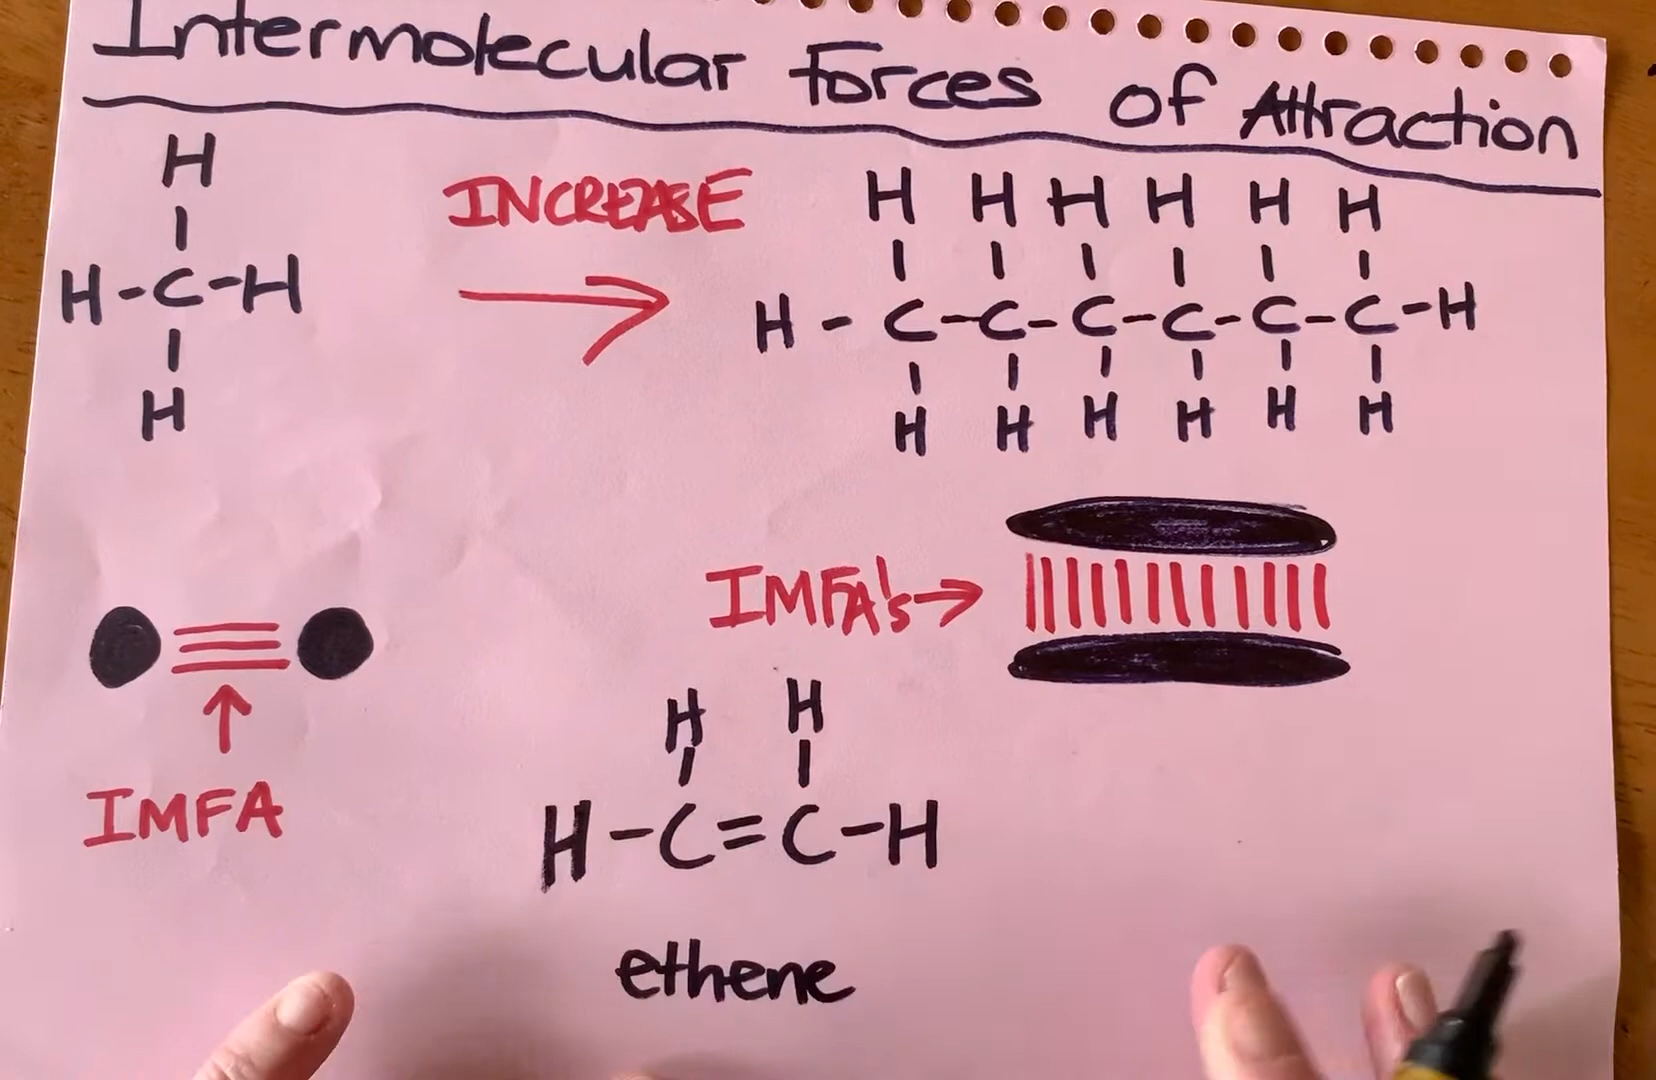 Intermolecular Forces of Attraction
H
H-C-H
H
INCREASE
H H H H H H
H-C-C-C-C-C-C-H
H H H H H H
IMFA's
IMFA
H H
H-C=C-H
ethene